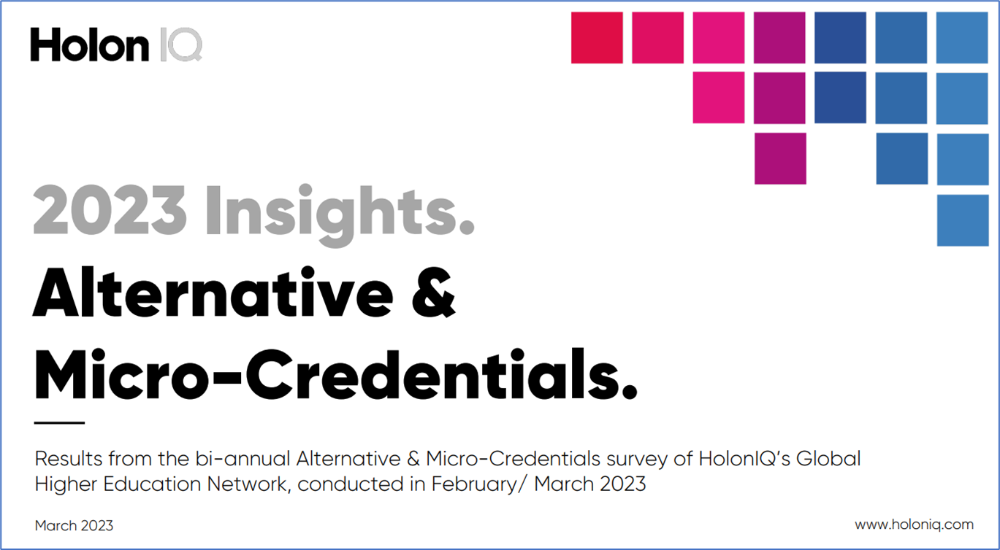 Holon IQ
2023 Insights.
Alternative &
Micro-Credentials.
Results from the bi-annual Alternative & Micro-Credentials survey of HolonIQ's Global
Higher Education Network, conducted in February/ March 2023
March 2023
www.holoniq.com